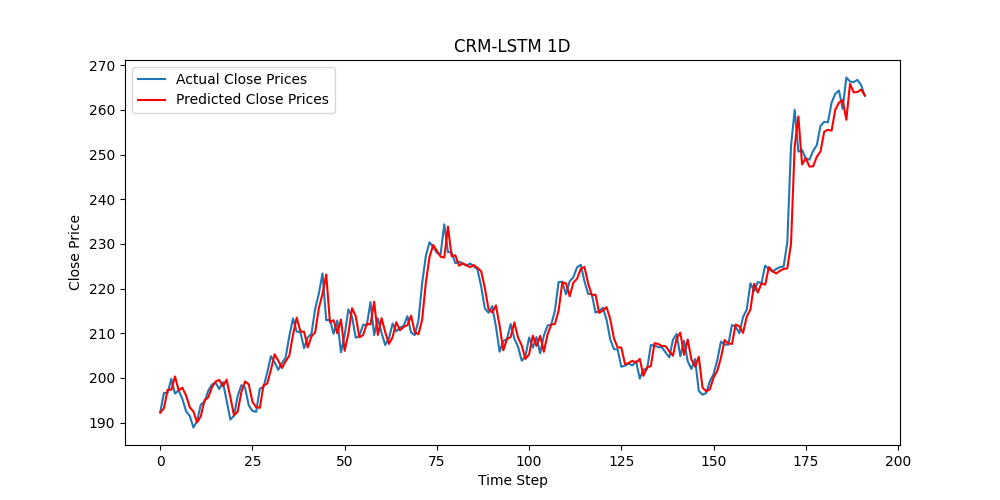 CRM-LSTM 1D
Actual Close Prices
Predicted Close Prices
Close Price
270
260
250
240
230
220
210
200
190
0 25 50 75 100 125 150 175 200
Time Step